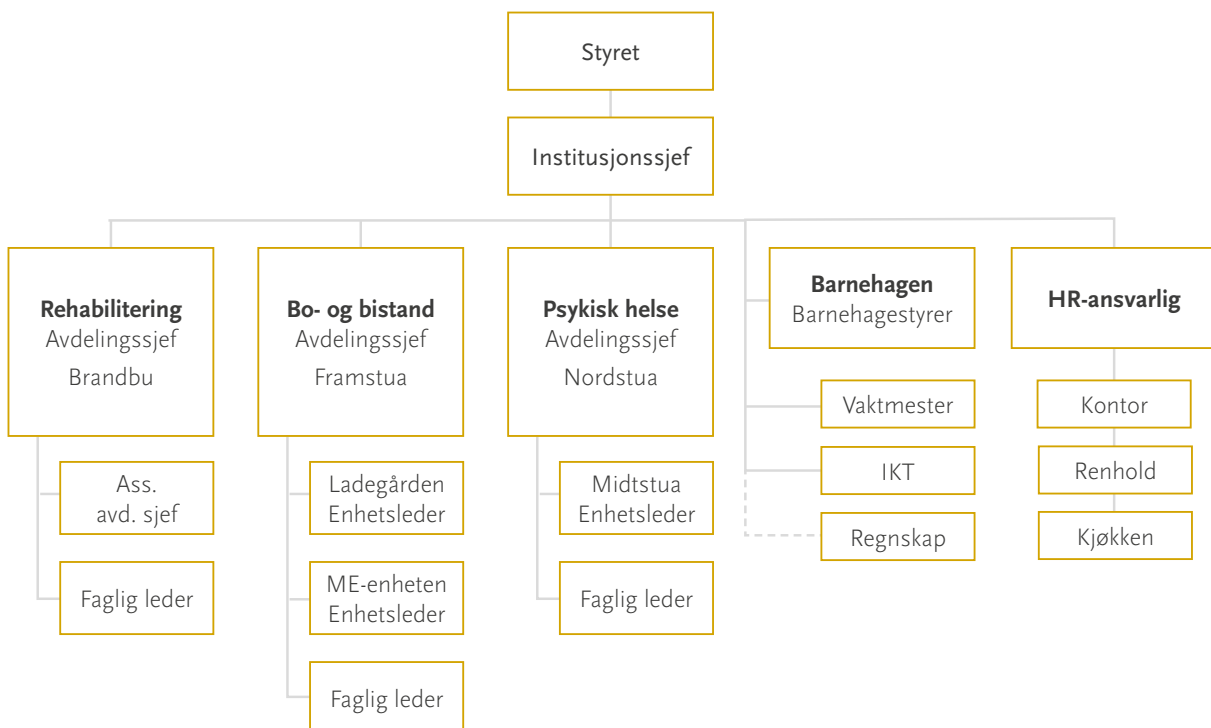 Styret
Institusjonssjef
Rehabilitering
Avdelingssjef
Brandbu
Ass.
avd. sjef
Faglig leder
Bo- og bistand
Avdelingssjef
Framstua
Ladegården
Enhetsleder
ME-enheten
Enhetsleder
Faglig leder
Psykisk helse
Avdelingssjef
Nordstua
Midtstua
Enhetsleder
Faglig leder
Barnehagen
Barnehagestyrer
Vaktmester
IKT
Regnskap
HR-ansvarlig
Kontor
Renhold
Kjøkken